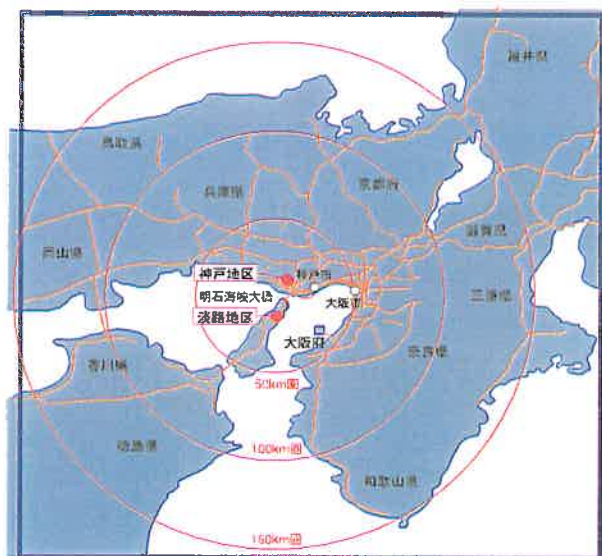 福井県
鳥取県
兵庫県
京都府
滋賀県
岡山県
神戸地区
神戸市
明石海峡大橋
大阪市
三重県
淡路地区
大阪府
奈良県
香川県
50km圏
徳島県
100km圏
和歌山県
150km圏